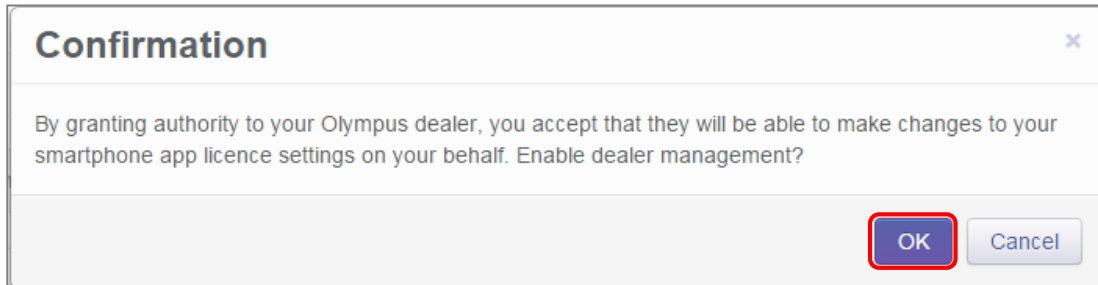 Confirmation
×
By granting authority to your Olympus dealer, you accept that they will be able to make changes to your
smartphone app licence settings on your behalf. Enable dealer management?
OK
Cancel